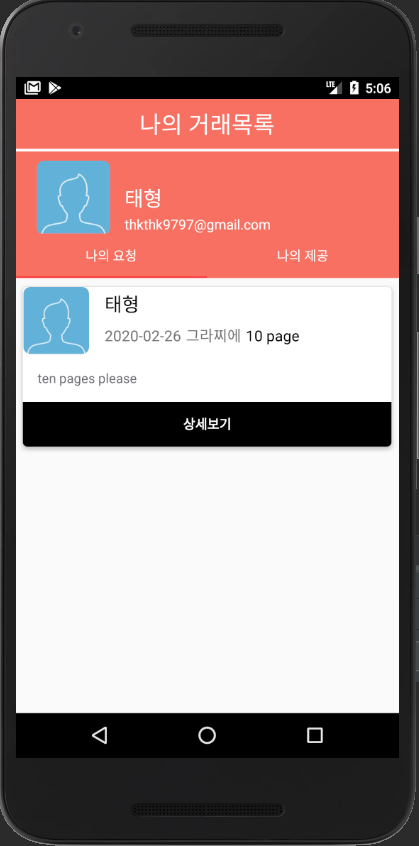 LTE 5:06
나의 거래목록
태형
thkthk9797@gmail.com
나의 요청 나의 제공
태형
2020-02-26 그라찌에 10 page
ten pages please
상세보기